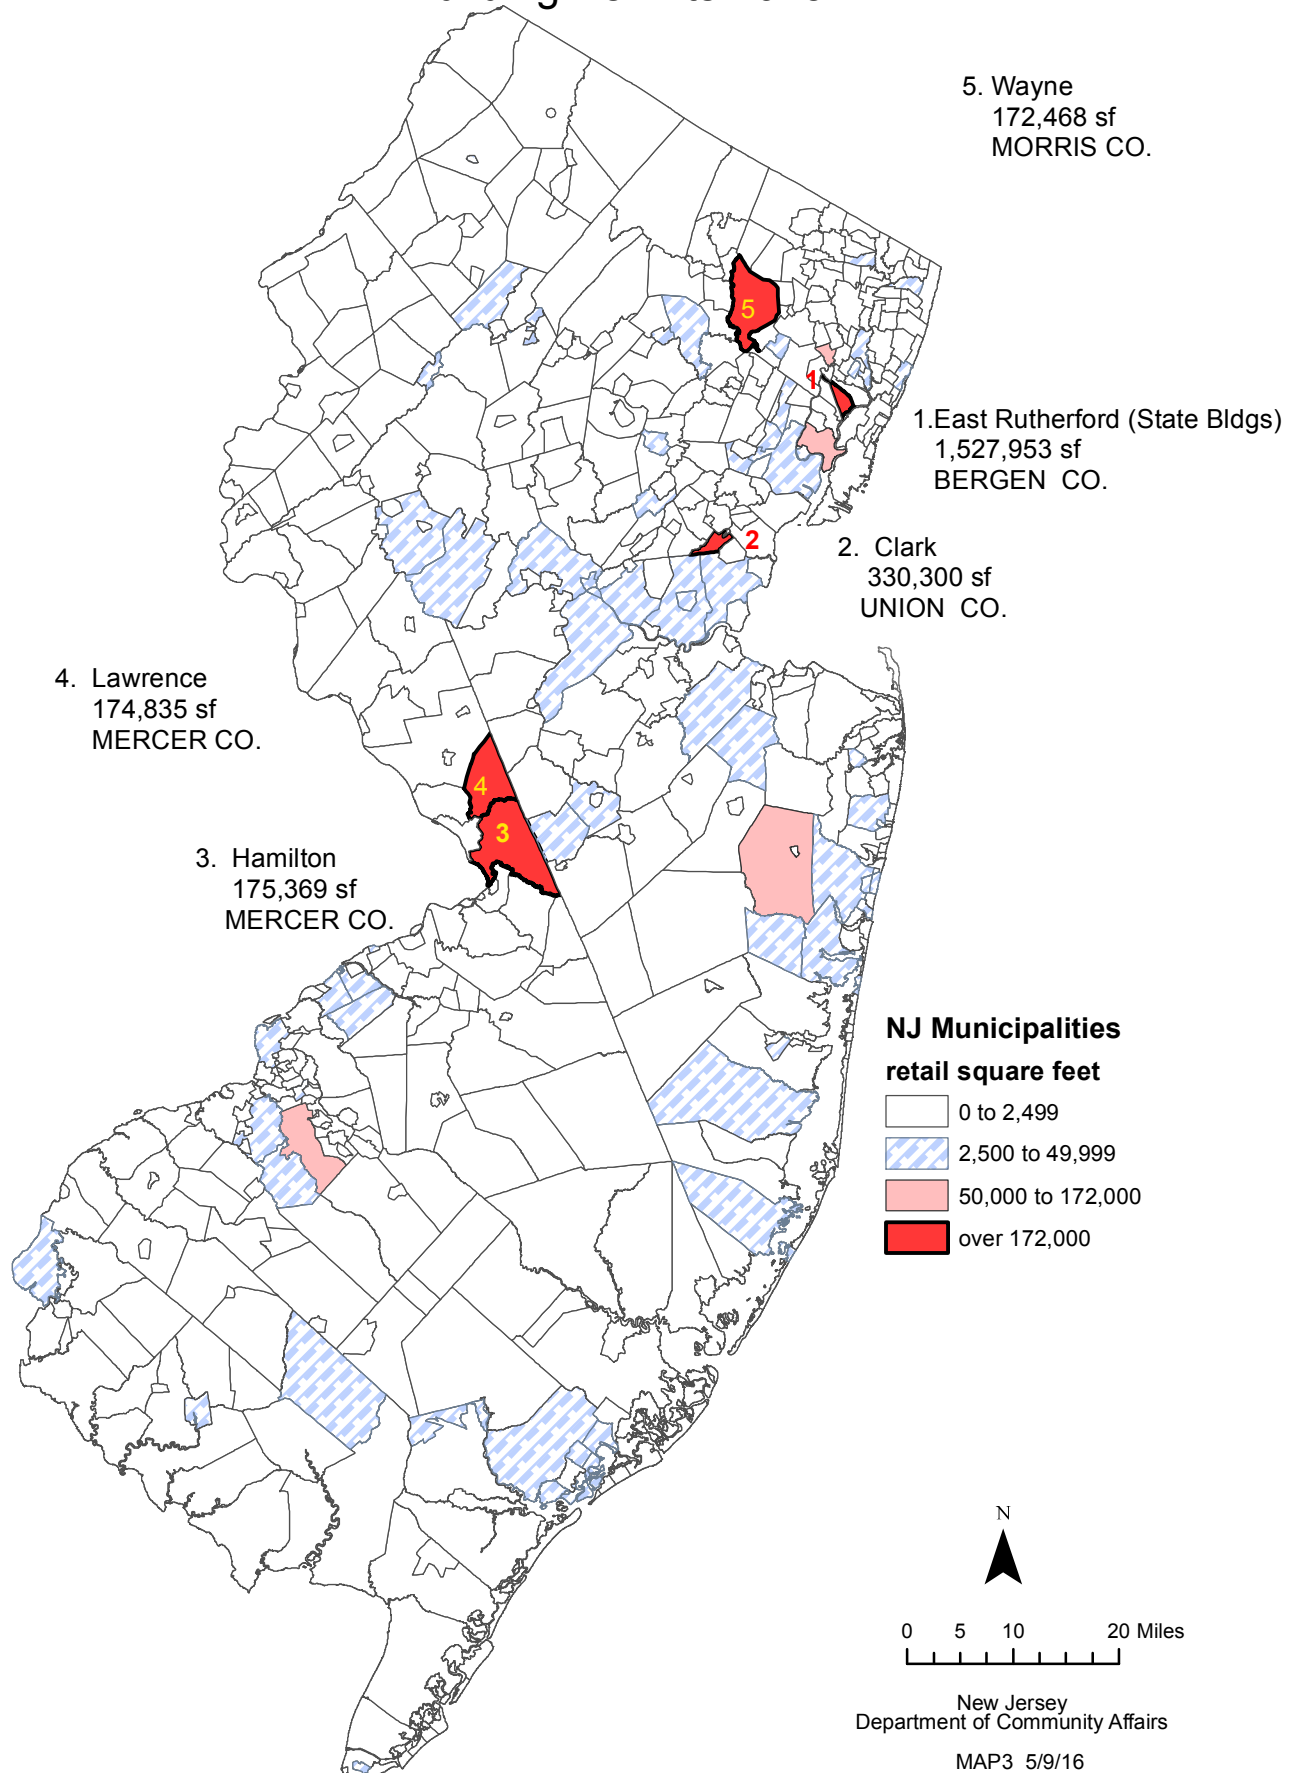 5. Wayne
172,468 sf
MORRIS CO.
5
1
1.East Rutherford (State Bldgs)
1,527,953 sf
BERGEN CO.
2
2. Clark
330,300 sf
UNION CO.
4. Lawrence
174,835 sf
MERCER CO.
4
3
3. Hamilton
175,369 sf
MERCER CO.
NJ Municipalities
retail square feet
0 to 2,499
2,500 to 49,999
50,000 to 172,000
over 172,000
N
0 5 10 20 Miles
New Jersey
Department of Community Affairs
MAP3 5/9/16